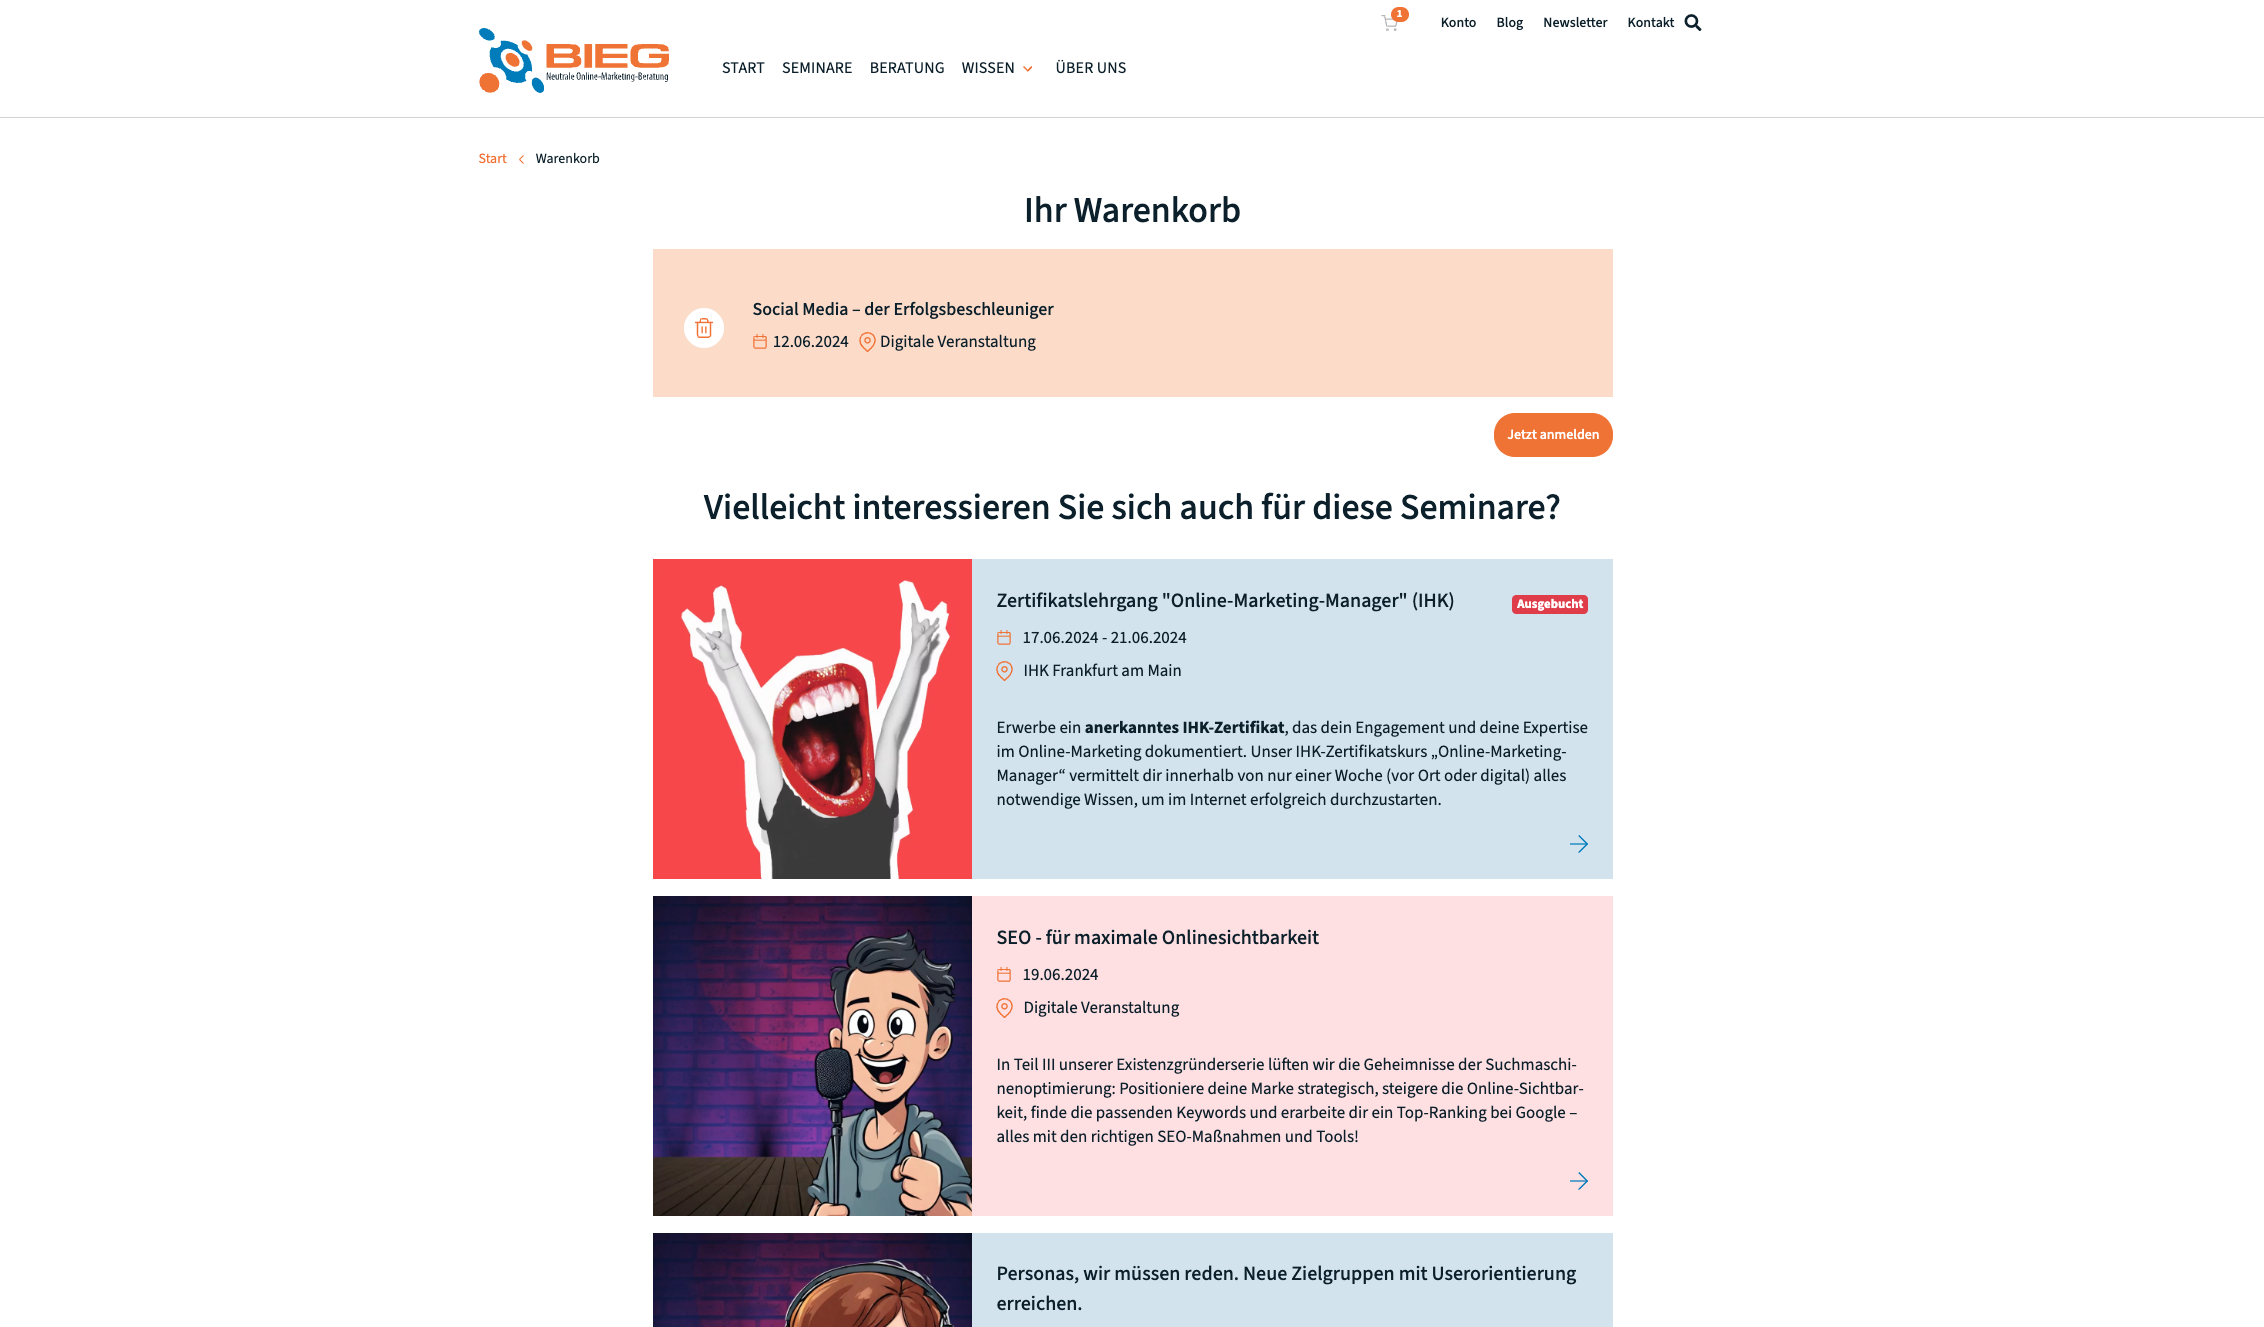 1
Konto
Blog
Newsletter
Kontakt
BIEG
Neutrale Online-Marketing-Beratung
START
SEMINARE
BERATUNG
WISSEN
ÜBER UNS
Start
Warenkorb
Ihr Warenkorb
Social Media – der Erfolgsbeschleuniger
12.06.2024
Digitale Veranstaltung
Jetzt anmelden
Vielleicht interessieren Sie sich auch für diese Seminare?
Zertifikatslehrgang "Online-Marketing-Manager" (IHK)
Ausgebucht
17.06.2024 - 21.06.2024
IHK Frankfurt am Main
Erwerbe ein anerkanntes IHK-Zertifikat, das dein Engagement und deine Expertise
im Online-Marketing dokumentiert. Unser IHK-Zertifikatskurs „Online-Marketing-
Manager“ vermittelt dir innerhalb von nur einer Woche (vor Ort oder digital) alles
notwendige Wissen, um im Internet erfolgreich durchzustarten.
SEO - für maximale Onlinesichtbarkeit
19.06.2024
Digitale Veranstaltung
In Teil III unserer Existenzgründerserie lüften wir die Geheimnisse der Suchmaschi-
nenoptimierung: Positioniere deine Marke strategisch, steigere die Online-Sichtbar-
keit, finde die passenden Keywords und erarbeite dir ein Top-Ranking bei Google –
alles mit den richtigen SEO-Maßnahmen und Tools!
Personas, wir müssen reden. Neue Zielgruppen mit Userorientierung
erreichen.